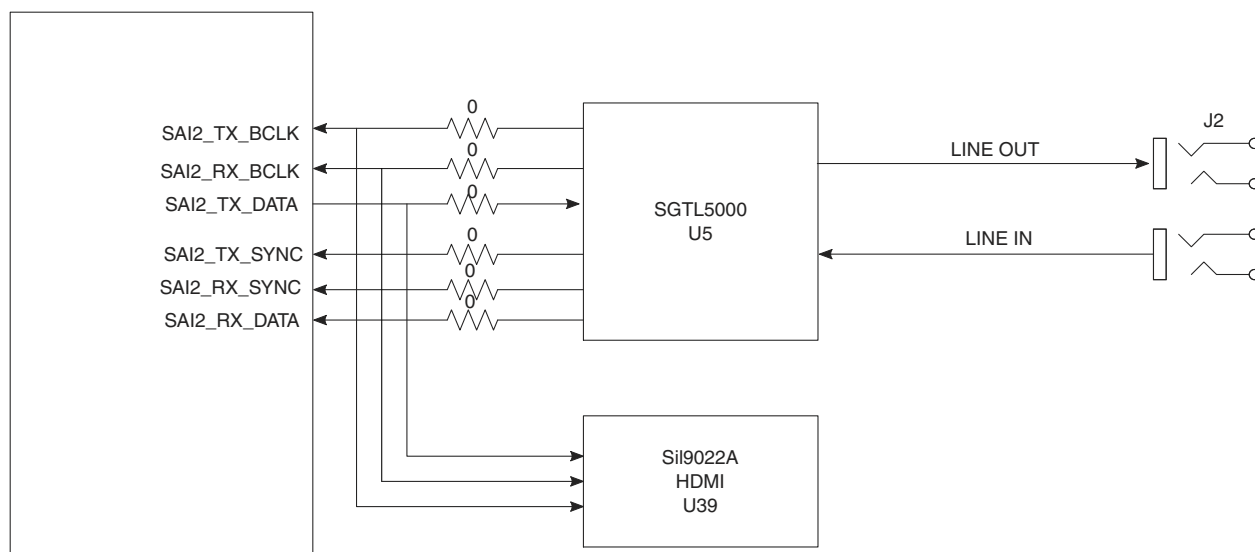 0
SAI2_TX_BCLK
0
SAI2_RX_BCLK
0
SAI2_TX_DATA
0
SAI2_TX_SYNC
0
SAI2_RX_SYNC
0
SAI2_RX_DATA
SGTL5000
U5
LINE OUT
LINE IN
J2
SiI9022A
HDMI
U39